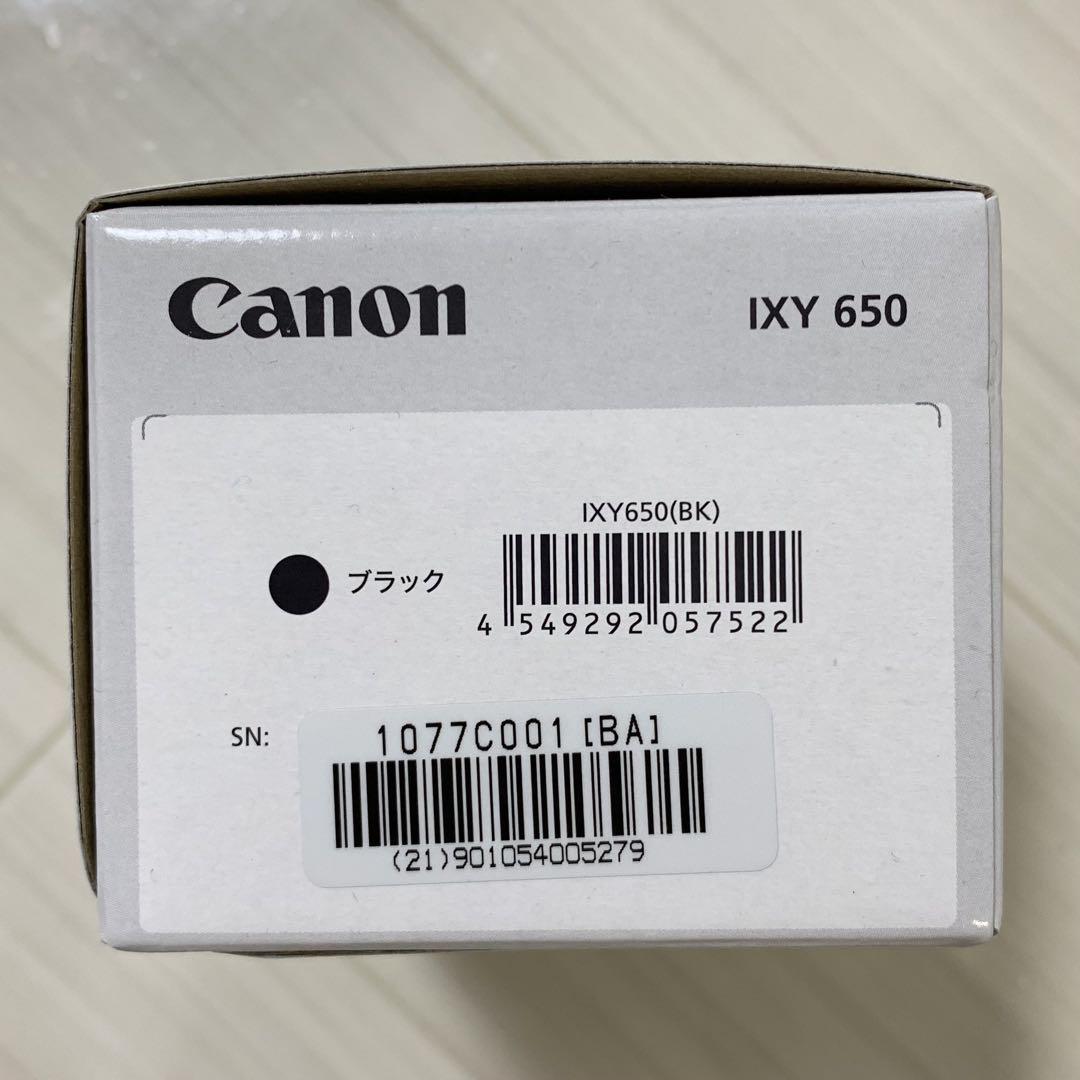 Canon
IXY 650
IXY650(BK)
ブラック
4 549292 057522
SN:
1077C001 [BA]
(21)901054005279